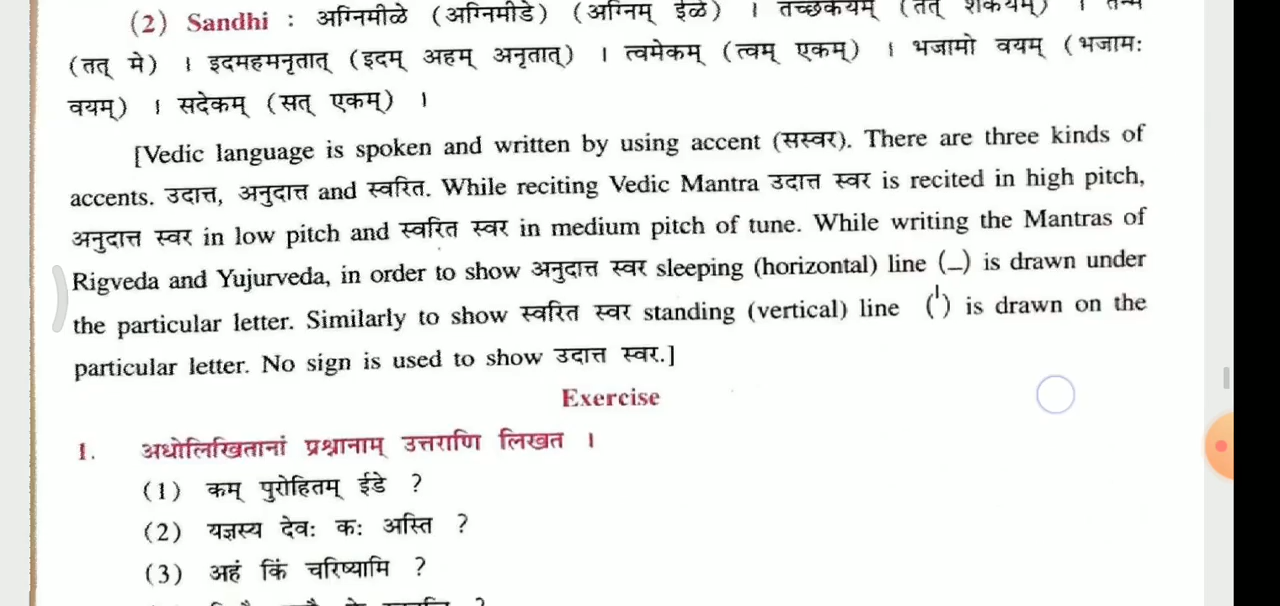 (2) Sandhi : अग्निमीळे (अग्निमीडे) (अग्निम् ईळे) । तच्छकेयम् (तत् शकेयम्) । तन्मे
(तत् मे) । इदमहमनृतात् (इदम् अहम् अनृतात्) । त्वमेकम् (त्वम् एकम्) । भजामो वयम् (भजामः
वयम्) । सदेकम् (सत् एकम्) ।
[Vedic language is spoken and written by using accent (सस्वर). There are three kinds of
accents. उदात्त, अनुदात्त and स्वरित. While reciting Vedic Mantra उदात्त स्वर is recited in high pitch,
अनुदात्त स्वर in low pitch and स्वरित स्वर in medium pitch of tune. While writing the Mantras of
Rigveda and Yujurveda, in order to show अनुदात्त स्वर sleeping (horizontal) line (_) is drawn under
the particular letter. Similarly to show स्वरित स्वर standing (vertical) line (ˈ) is drawn on the
particular letter. No sign is used to show उदात्त स्वर.]
Exercise
1. अधोलिखितानां प्रश्नानाम् उत्तराणि लिखत ।
(1) कम् पुरोहितम् ईडे ?
(2) यज्ञस्य देवः कः अस्ति ?
(3) अहं किं चरिष्यामि ?